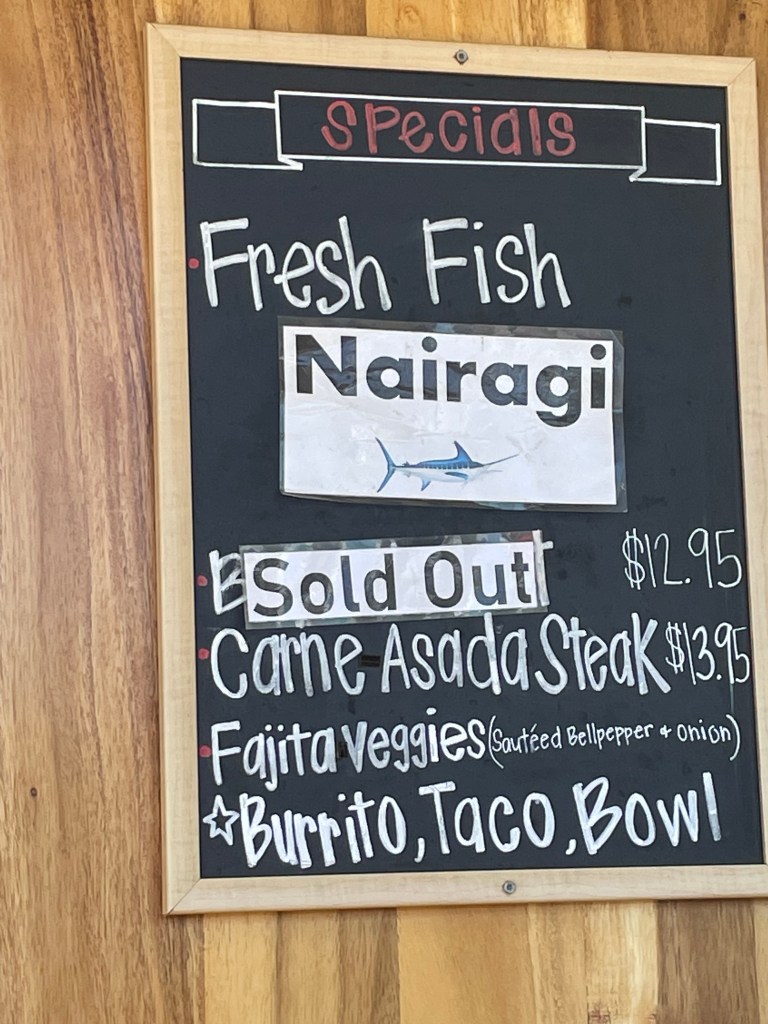 Specials
Fresh Fish
Nairagi
Sold Out $12.95
Carne Asada Steak $13.95
Fajita Veggies (Sautéed Bellpepper + Onion)
Burrito, Taco, Bowl